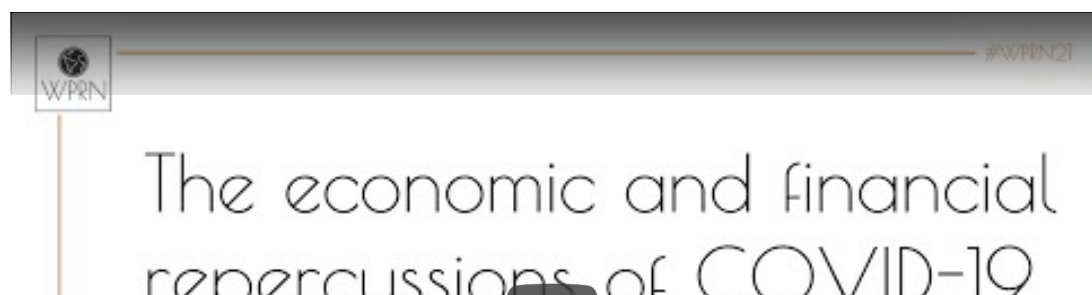 WPRN
#WPRN21
The economic and financial
repercussions of COVID-19